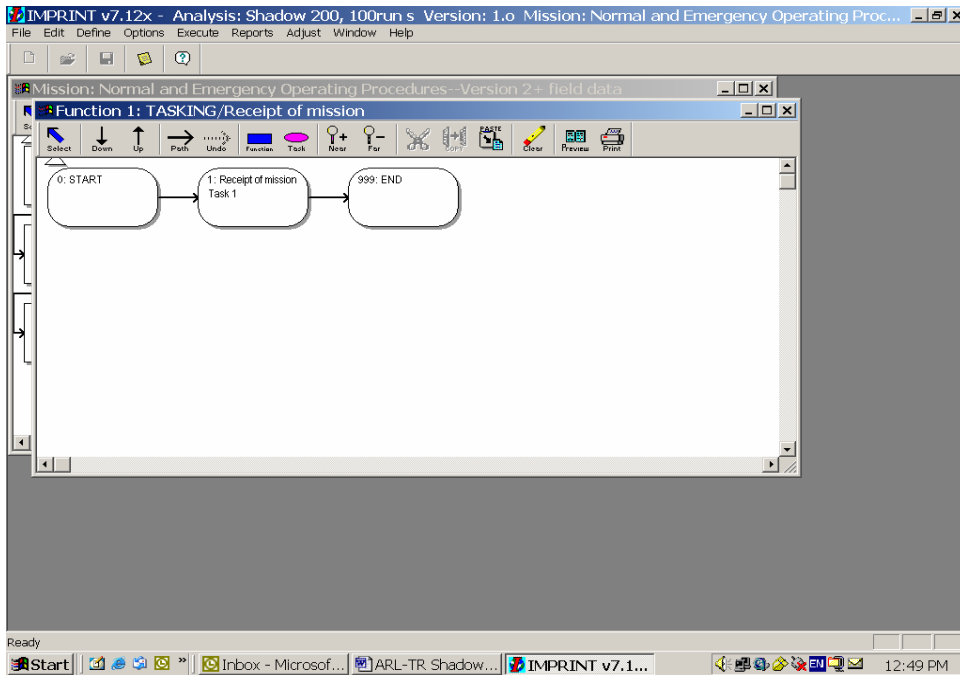 IMPRINT v7.12x - Analysis: Shadow 200, 100run s Version: 1.o Mission: Normal and Emergency Operating Proc...
File Edit Define Options Execute Reports Adjust Window Help
Mission: Normal and Emergency Operating Procedures--Version 2+ field data
Function 1: TASKING/Receipt of mission
Select Down Up Path Undo Function Task Near Far COPY PASTE Clear Preview Print
0: START
1: Receipt of mission
Task 1
999: END
Ready
Start Inbox - Microsof... ARL-TR Shadow... IMPRINT v7.1... EN 12:49 PM